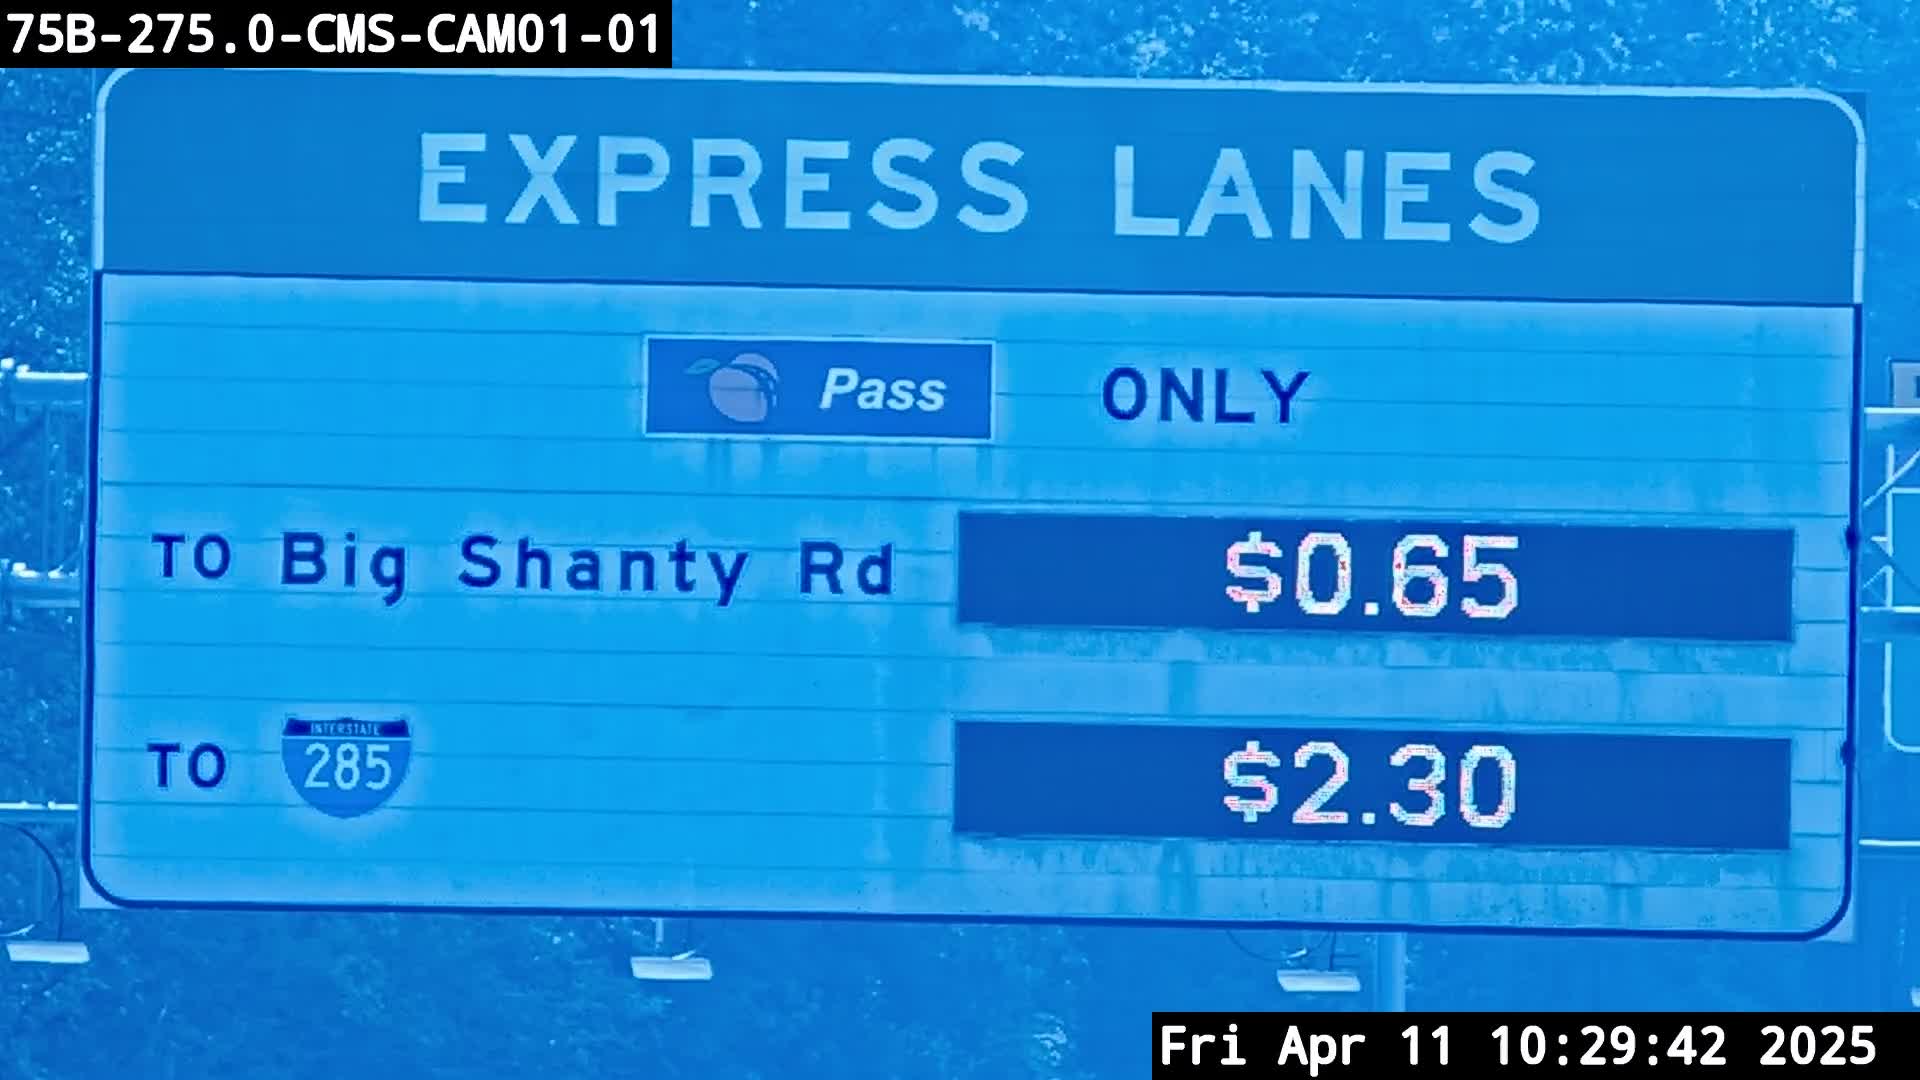 75B-275.0-CMS-CAM01-01
EXPRESS LANES
Pass ONLY
TO Big Shanty Rd $0.65
TO INTERSTATE 285 $2.30
Fri Apr 11 10:29:42 2025